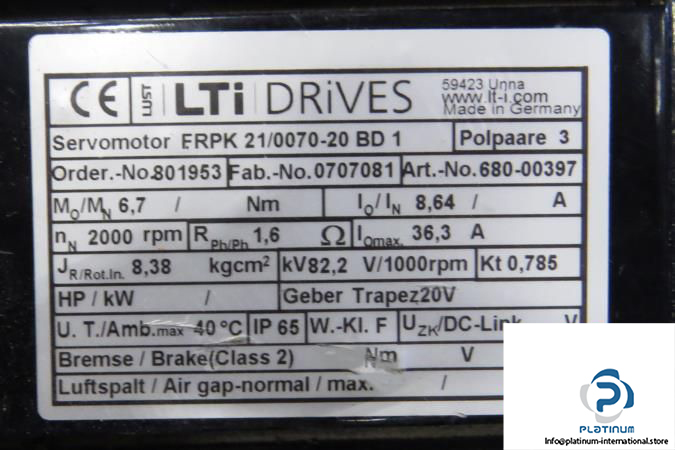 CE LUST LTi DRiVES 59423 Unna
www.lt-i.com
Made in Germany
Servomotor ERPK 21/0070-20 BD 1 Polpaare 3
Order.-No.801953 Fab.-No.0707081 Art.-No.680-00397
M0/MN 6,7 / Nm I0/IN 8,64 / A
nN 2000 rpm RPh/Ph 1,6 Ω I0max. 36,3 A
JR/Rot.In. 8,38 kgcm² kV82,2 V/1000rpm Kt 0,785
HP / kW / Geber Trapez20V
U. T./Amb.max 40°C IP 65 W.-Kl. F UZK/DC-Link V
Bremse / Brake(Class 2) Nm V
Luftspalt / Air gap-normal / max. /
PLATINUM
Info@platinum-international.store